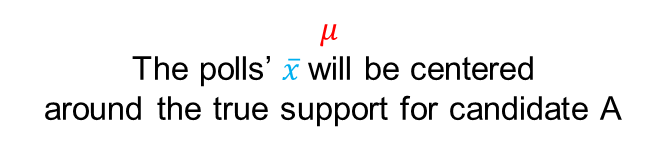 μ
The polls’ x̄ will be centered
around the true support for candidate A